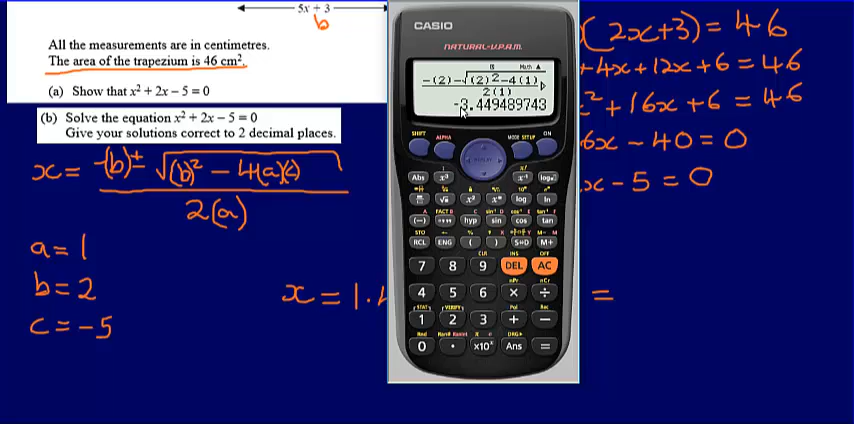 5x + 3
b
All the measurements are in centimetres.
The area of the trapezium is 46 cm².
(a) Show that x² + 2x – 5 = 0
(b) Solve the equation x² + 2x – 5 = 0
Give your solutions correct to 2 decimal places.
x = -(b) ± √(b)² - 4(a)(c)
2(a)
a = 1
b = 2
c = -5
x = 1.
=
(2x+3) = 46
+4x+12x+6 = 46
² + 16x + 6 = 46
6x - 40 = 0
x - 5 = 0
CASIO
NATURAL-V.P.A.M.
Math ▲
-(2)-√(2)²-4(1)
2(1)
-3.449489743
SHIFT ALPHA MODE SETUP ON
Abs x³ x⁻¹ log
√ x² log ln
(–) hyp sin cos tan
STO
RCL ENG ( ) S⇔D M+
INS OFF
7 8 9 DEL AC
4 5 6 × ÷
1 2 3 + −
0 . ×10ˣ Ans =